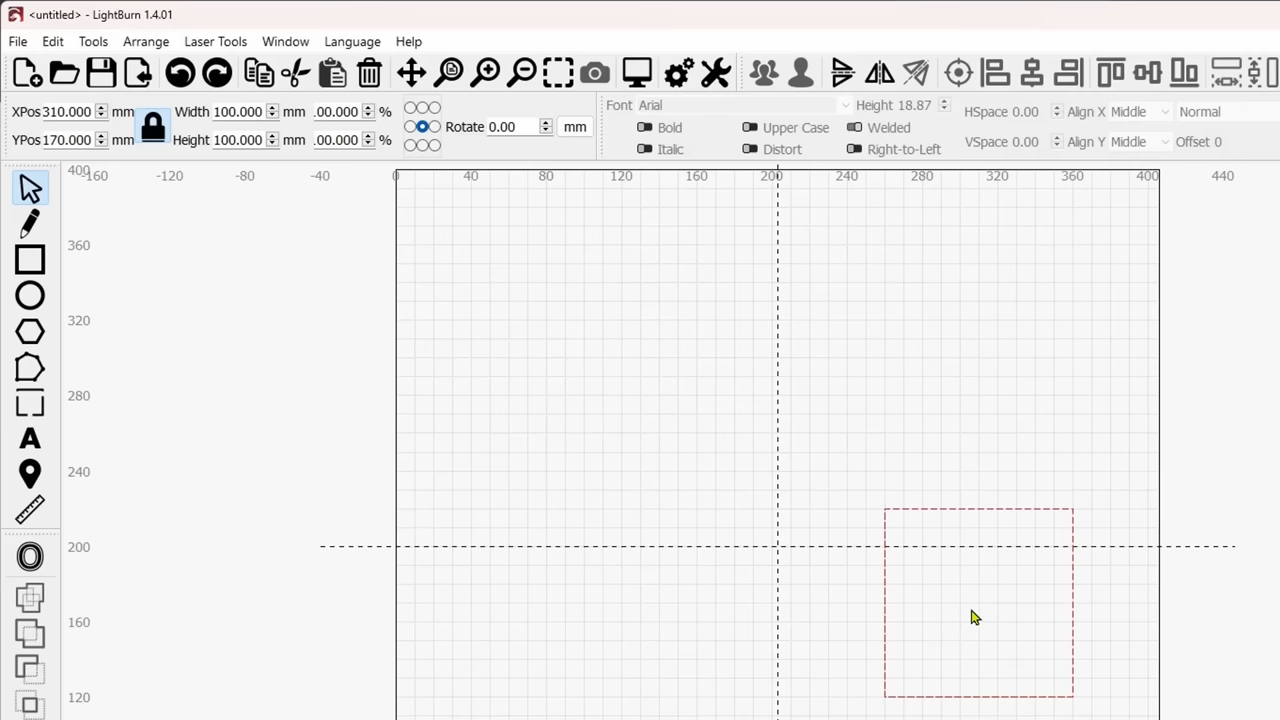 <untitled> - LightBurn 1.4.01
File Edit Tools Arrange Laser Tools Window Language Help
XPos 310.000 mm Width 100.000 mm .00.000 % Rotate 0.00 mm Font Arial Height 18.87 HSpace 0.00 Align X Middle Normal
YPos 170.000 mm Height 100.000 mm .00.000 % Bold Upper Case Welded VSpace 0.00 Align Y Middle Offset 0
Italic Distort Right-to-Left
400 -160 -120 -80 -40 0 40 80 120 160 200 240 280 320 360 400 440
360
320
280
A
240
200
160
120